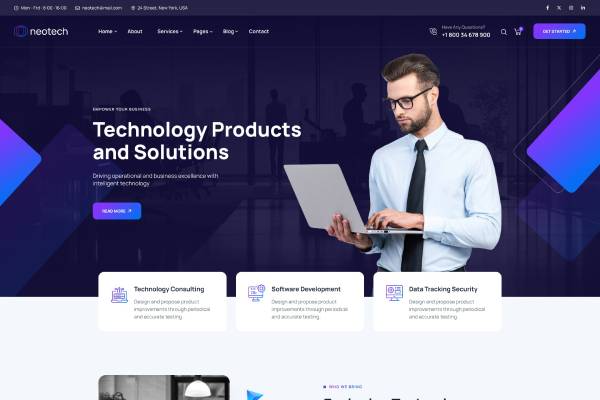 Mon - Frd : 8:00 -16:00
neotech@mail.com
24 Street. New York, USA
neotech
Home
About
Services
Pages
Blog
Contact
Have Any Questions?
+1 800 34 678 900
GET STARTED
EMPOWER YOUR BUSINESS
Technology Products
and Solutions
Driving operational and business excellence with
intelligent technology
READ MORE
Technology Consulting
Design and propose product
improvements through periodical
and accurate testing
Software Development
Design and propose product
improvements through periodical
and accurate testing
Data Tracking Security
Design and propose product
improvements through periodical
and accurate testing
WHO WE BRING